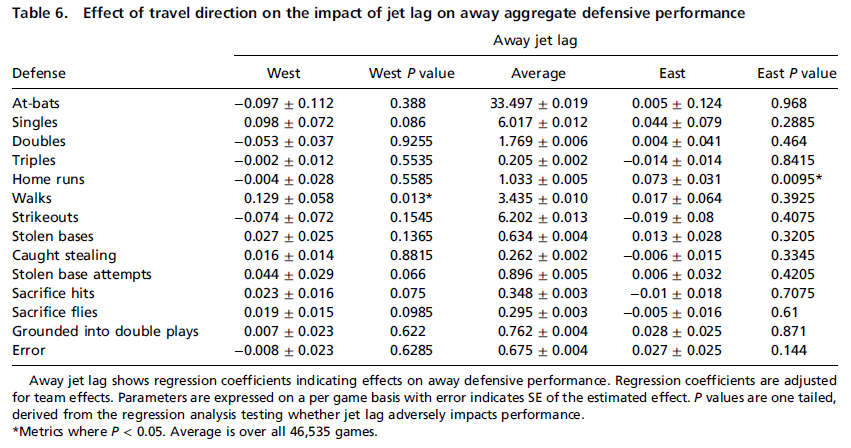 Table 6. Effect of travel direction on the impact of jet lag on away aggregate defensive performance
Away jet lag
Defense West West P value Average East East P value
At-bats −0.097 ± 0.112 0.388 33.497 ± 0.019 0.005 ± 0.124 0.968
Singles 0.098 ± 0.072 0.086 6.017 ± 0.012 0.044 ± 0.079 0.2885
Doubles −0.053 ± 0.037 0.9255 1.769 ± 0.006 0.004 ± 0.041 0.464
Triples −0.002 ± 0.012 0.5535 0.205 ± 0.002 −0.014 ± 0.014 0.8415
Home runs −0.004 ± 0.028 0.5585 1.033 ± 0.005 0.073 ± 0.031 0.0095*
Walks 0.129 ± 0.058 0.013* 3.435 ± 0.010 0.017 ± 0.064 0.3925
Strikeouts −0.074 ± 0.072 0.1545 6.202 ± 0.013 −0.019 ± 0.08 0.4075
Stolen bases 0.027 ± 0.025 0.1365 0.634 ± 0.004 0.013 ± 0.028 0.3205
Caught stealing 0.016 ± 0.014 0.8815 0.262 ± 0.002 −0.006 ± 0.015 0.3345
Stolen base attempts 0.044 ± 0.029 0.066 0.896 ± 0.005 0.006 ± 0.032 0.4205
Sacrifice hits 0.023 ± 0.016 0.075 0.348 ± 0.003 −0.01 ± 0.018 0.7075
Sacrifice flies 0.019 ± 0.015 0.0985 0.295 ± 0.003 −0.005 ± 0.016 0.61
Grounded into double plays 0.007 ± 0.023 0.622 0.762 ± 0.004 0.028 ± 0.025 0.871
Error −0.008 ± 0.023 0.6285 0.675 ± 0.004 0.027 ± 0.025 0.144
Away jet lag shows regression coefficients indicating effects on away defensive performance. Regression coefficients are adjusted
for team effects. Parameters are expressed on a per game basis with error indicates SE of the estimated effect. P values are one tailed,
derived from the regression analysis testing whether jet lag adversely impacts performance.
*Metrics where P < 0.05. Average is over all 46,535 games.